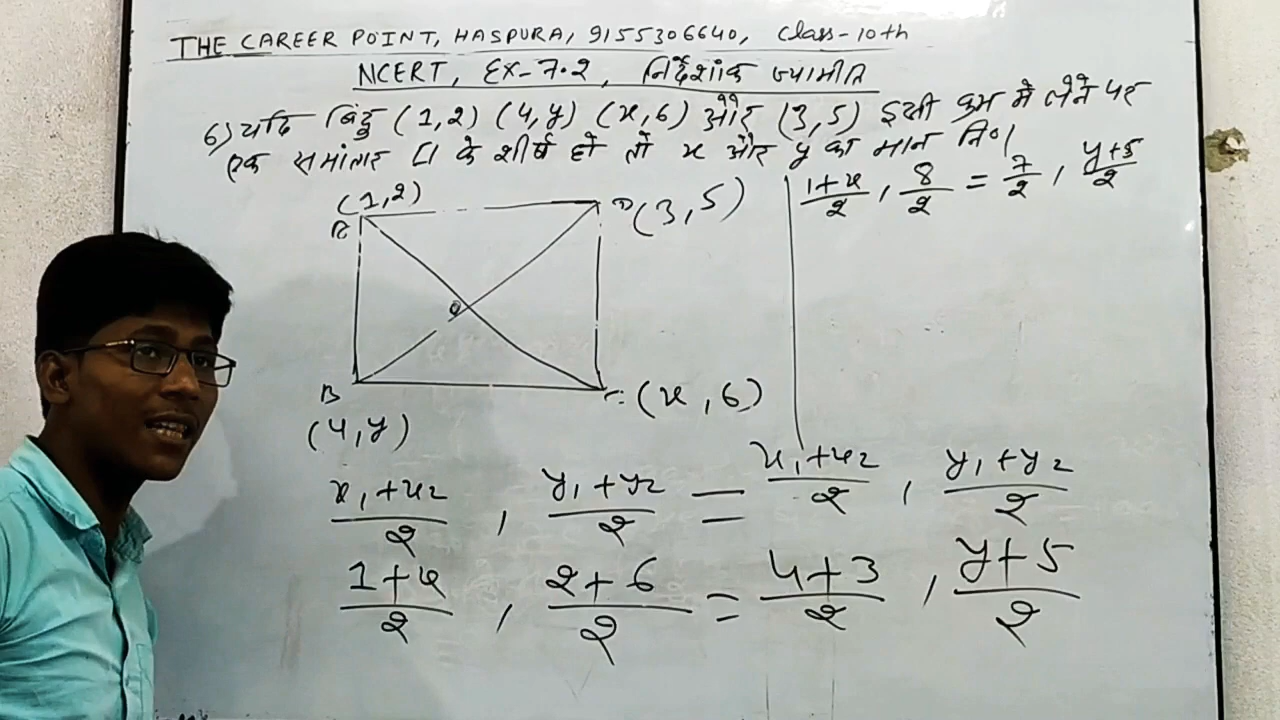 THE CAREER POINT, HASPURA, 9155306640, Class-10th
NCERT, EX-7.2, निर्देशांक ज्यामिति
6) यदि बिंदु (1,2) (4,y) (x,6) और (3,5) इसी क्रम में लेने पर
एक समांतर □ के शीर्ष हो तो x और y का मान नि०।
(1,2)
D(3,5)
B
(x,6)
(4,y)
1+x/2, 8/2 = 7/2, y+5/2
x₁+x₂/2, y₁+y₂/2 = x₁+x₂/2, y₁+y₂/2
1+x/2, 2+6/2 = 4+3/2, y+5/2